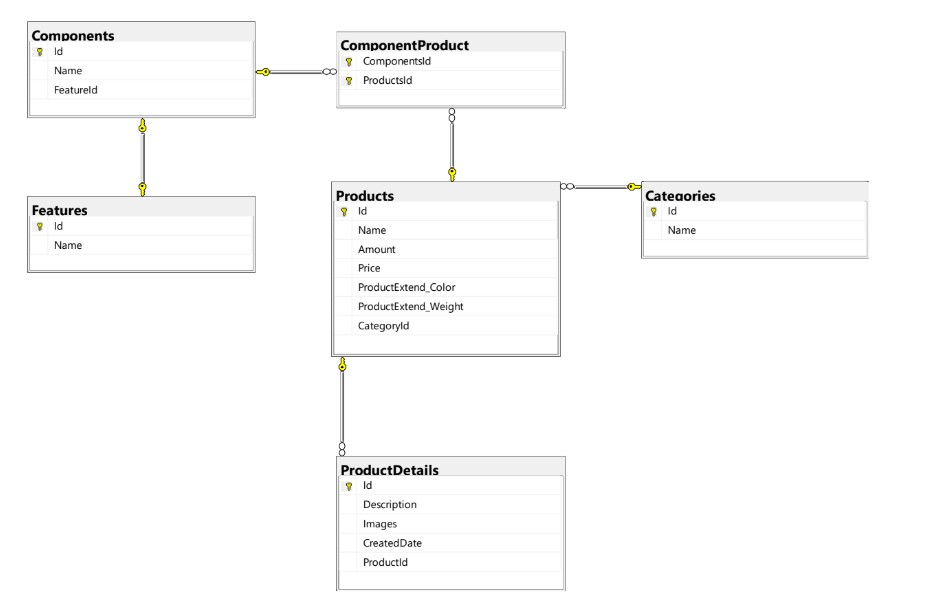 Components
Id
Name
FeatureId
ComponentProduct
ComponentsId
ProductsId
Features
Id
Name
Products
Id
Name
Amount
Price
ProductExtend_Color
ProductExtend_Weight
CategoryId
Categories
Id
Name
ProductDetails
Id
Description
Images
CreatedDate
ProductId